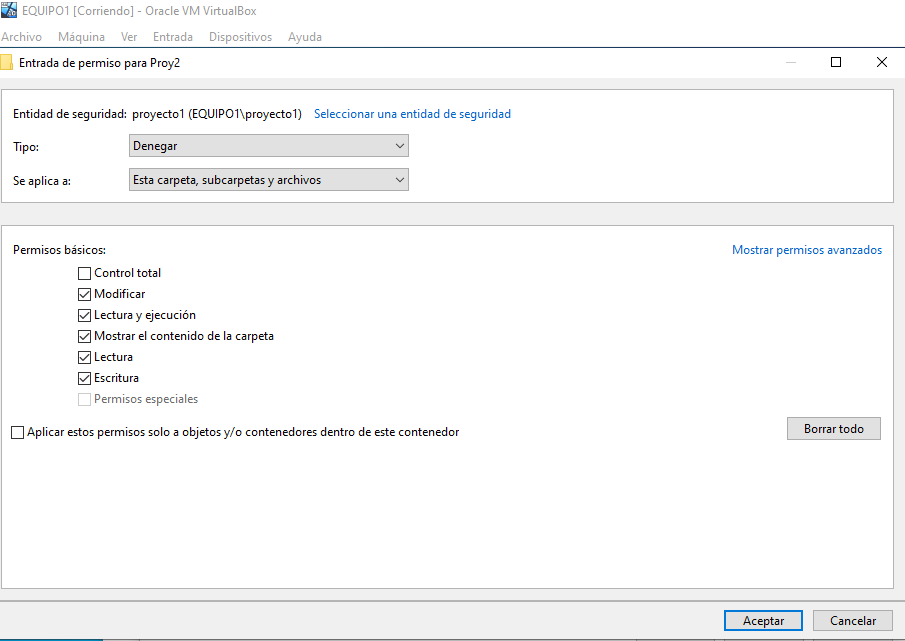 EQUIPO1 [Corriendo] - Oracle VM VirtualBox
Archivo Máquina Ver Entrada Dispositivos Ayuda
Entrada de permiso para Proy2
Entidad de seguridad: proyecto1 (EQUIPO1\proyecto1) Seleccionar una entidad de seguridad
Tipo: Denegar
Se aplica a: Esta carpeta, subcarpetas y archivos
Permisos básicos: Mostrar permisos avanzados
Control total
Modificar
Lectura y ejecución
Mostrar el contenido de la carpeta
Lectura
Escritura
Permisos especiales
Aplicar estos permisos solo a objetos y/o contenedores dentro de este contenedor Borrar todo
Aceptar Cancelar